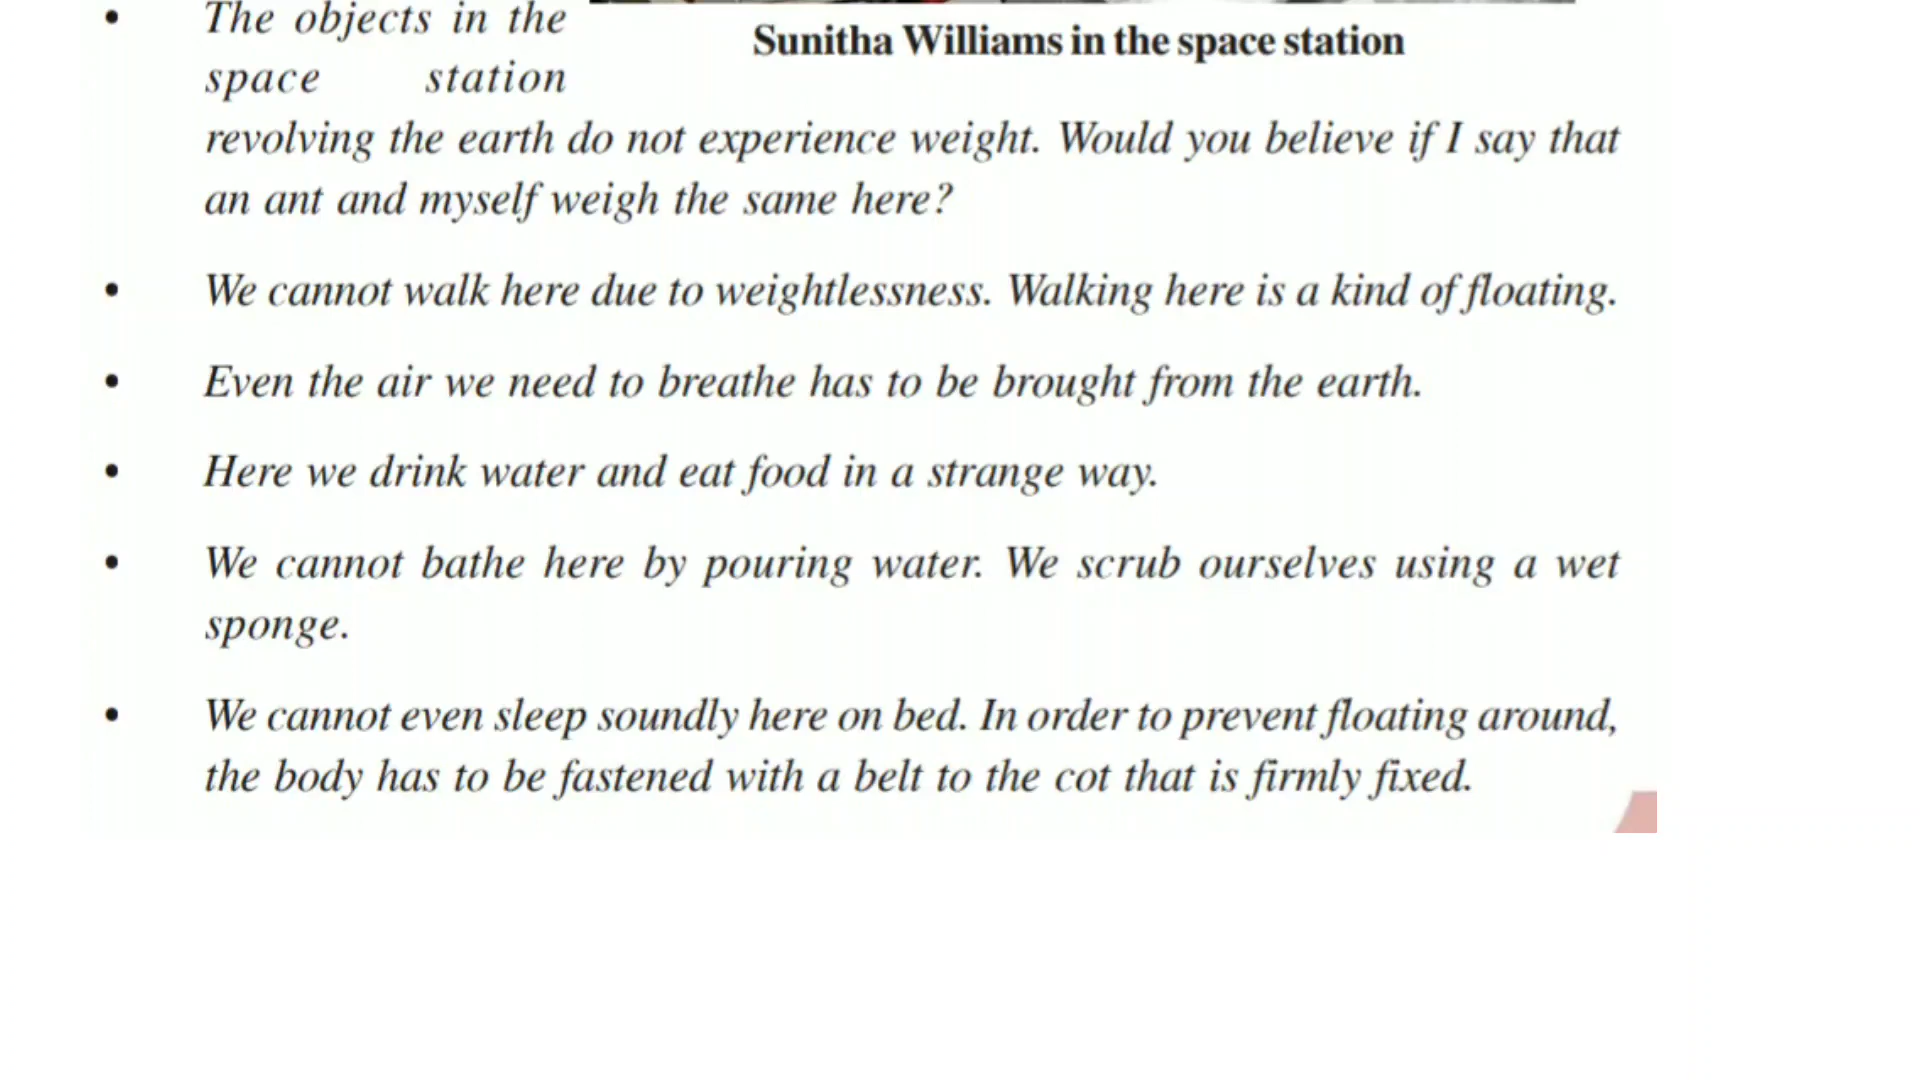 • The objects in the
Sunitha Williams in the space station
space station
revolving the earth do not experience weight. Would you believe if I say that
an ant and myself weigh the same here?
• We cannot walk here due to weightlessness. Walking here is a kind of floating.
• Even the air we need to breathe has to be brought from the earth.
• Here we drink water and eat food in a strange way.
• We cannot bathe here by pouring water. We scrub ourselves using a wet
sponge.
• We cannot even sleep soundly here on bed. In order to prevent floating around,
the body has to be fastened with a belt to the cot that is firmly fixed.